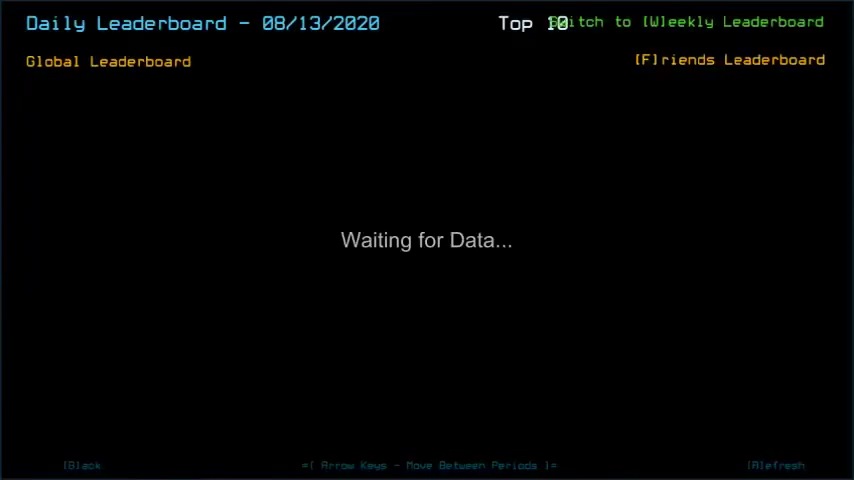 Daily Leaderboard - 08/13/2020
Top 10
Switch to [W]eekly Leaderboard
Global Leaderboard
[F]riends Leaderboard
Waiting for Data...
[B]ack
=[ Arrow Keys - Move Between Periods ]=
[R]efresh